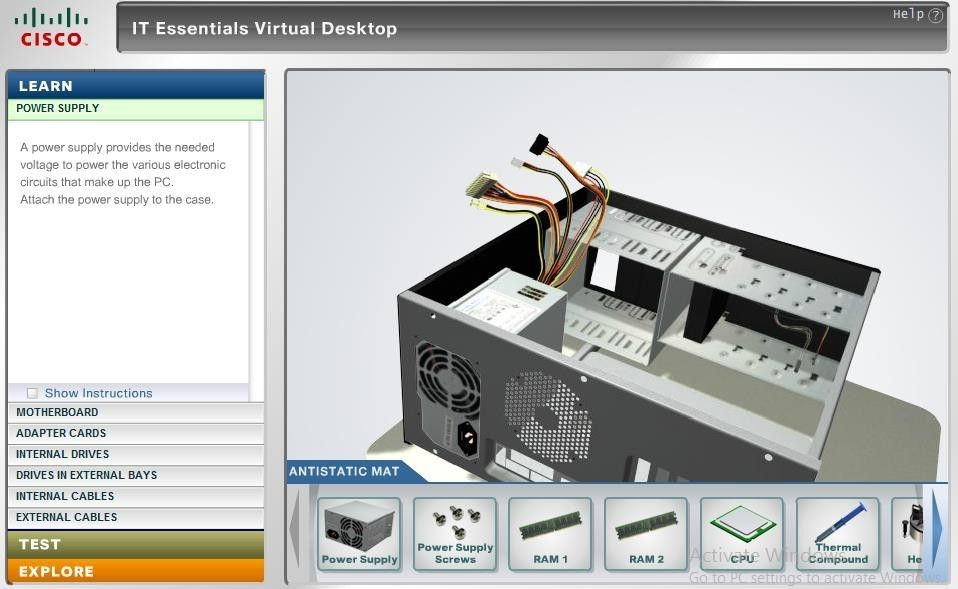 CISCO
IT Essentials Virtual Desktop
Help ?
LEARN
POWER SUPPLY
A power supply provides the needed
voltage to power the various electronic
circuits that make up the PC.
Attach the power supply to the case.
Show Instructions
MOTHERBOARD
ADAPTER CARDS
INTERNAL DRIVES
DRIVES IN EXTERNAL BAYS
INTERNAL CABLES
EXTERNAL CABLES
TEST
EXPLORE
ANTISTATIC MAT
Power Supply
Power Supply
Screws
RAM 1
RAM 2
CPU
Thermal
Compound
He
Activate Windows
Go to PC settings to activate Windows.